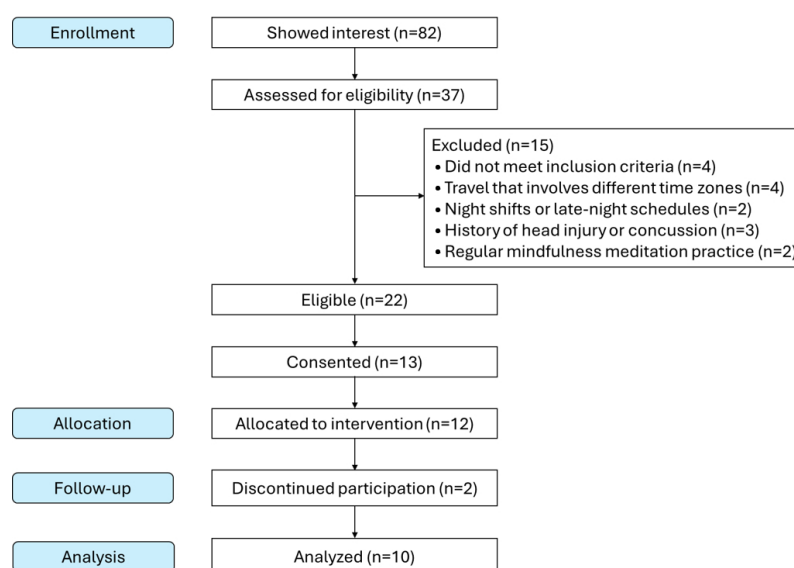 Enrollment
Showed interest (n=82)
Assessed for eligibility (n=37)
Excluded (n=15)
• Did not meet inclusion criteria (n=4)
• Travel that involves different time zones (n=4)
• Night shifts or late-night schedules (n=2)
• History of head injury or concussion (n=3)
• Regular mindfulness meditation practice (n=2)
Eligible (n=22)
Consented (n=13)
Allocation
Allocated to intervention (n=12)
Follow-up
Discontinued participation (n=2)
Analysis
Analyzed (n=10)